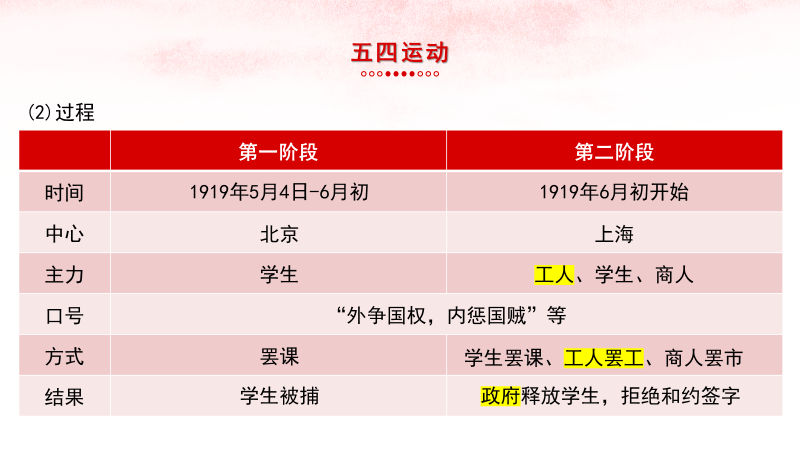 五四运动
(2)过程
第一阶段 第二阶段
时间 1919年5月4日-6月初 1919年6月初开始
中心 北京 上海
主力 学生 工人、学生、商人
口号 “外争国权，内惩国贼”等
方式 罢课 学生罢课、工人罢工、商人罢市
结果 学生被捕 政府释放学生，拒绝和约签字